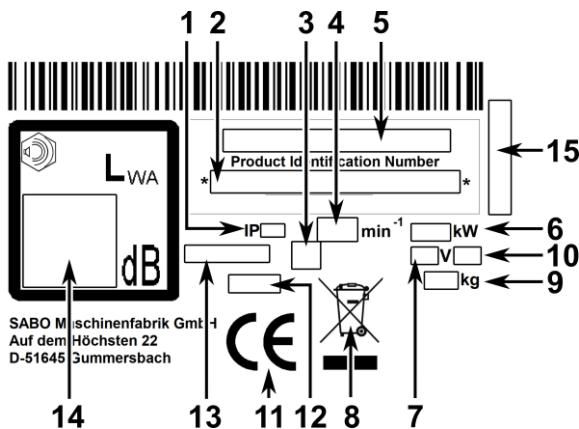 1 2 3 4 5
Product Identification Number
* *
15
L WA
IP min -1 kW 6
V 10
dB kg 9
SABO Maschinenfabrik GmbH
Auf dem Höchsten 22
D-51645 Gummersbach
CE
14 13 11 12 8 7